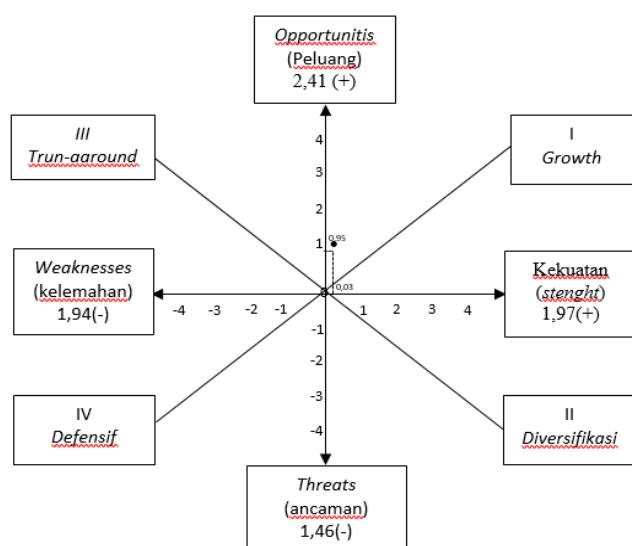 Opportunitis
(Peluang)
2,41 (+)
III
Trun-aaround
I
Growth
4
3
2
1
0,95
Weaknesses
(kelemahan)
1,94(-)
0
0,03
Kekuatan
(stenght)
1,97(+)
-4 -3 -2 -1 1 2 3 4
-1
-2
-3
-4
IV
Defensif
II
Diversifikasi
Threats
(ancaman)
1,46(-)